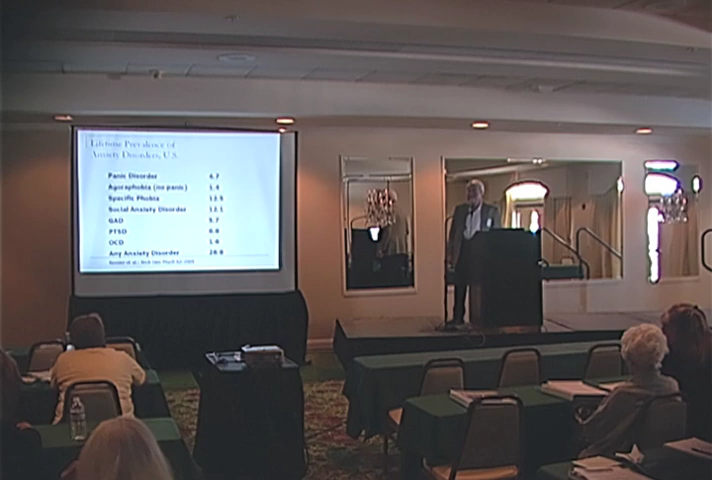 Lifetime Prevalence of
Anxiety Disorders, U.S.
Panic Disorder 4.7
Agoraphobia (no panic) 1.4
Specific Phobia 12.5
Social Anxiety Disorder 12.1
GAD 5.7
PTSD 6.8
OCD 1.6
Any Anxiety Disorder 28.8